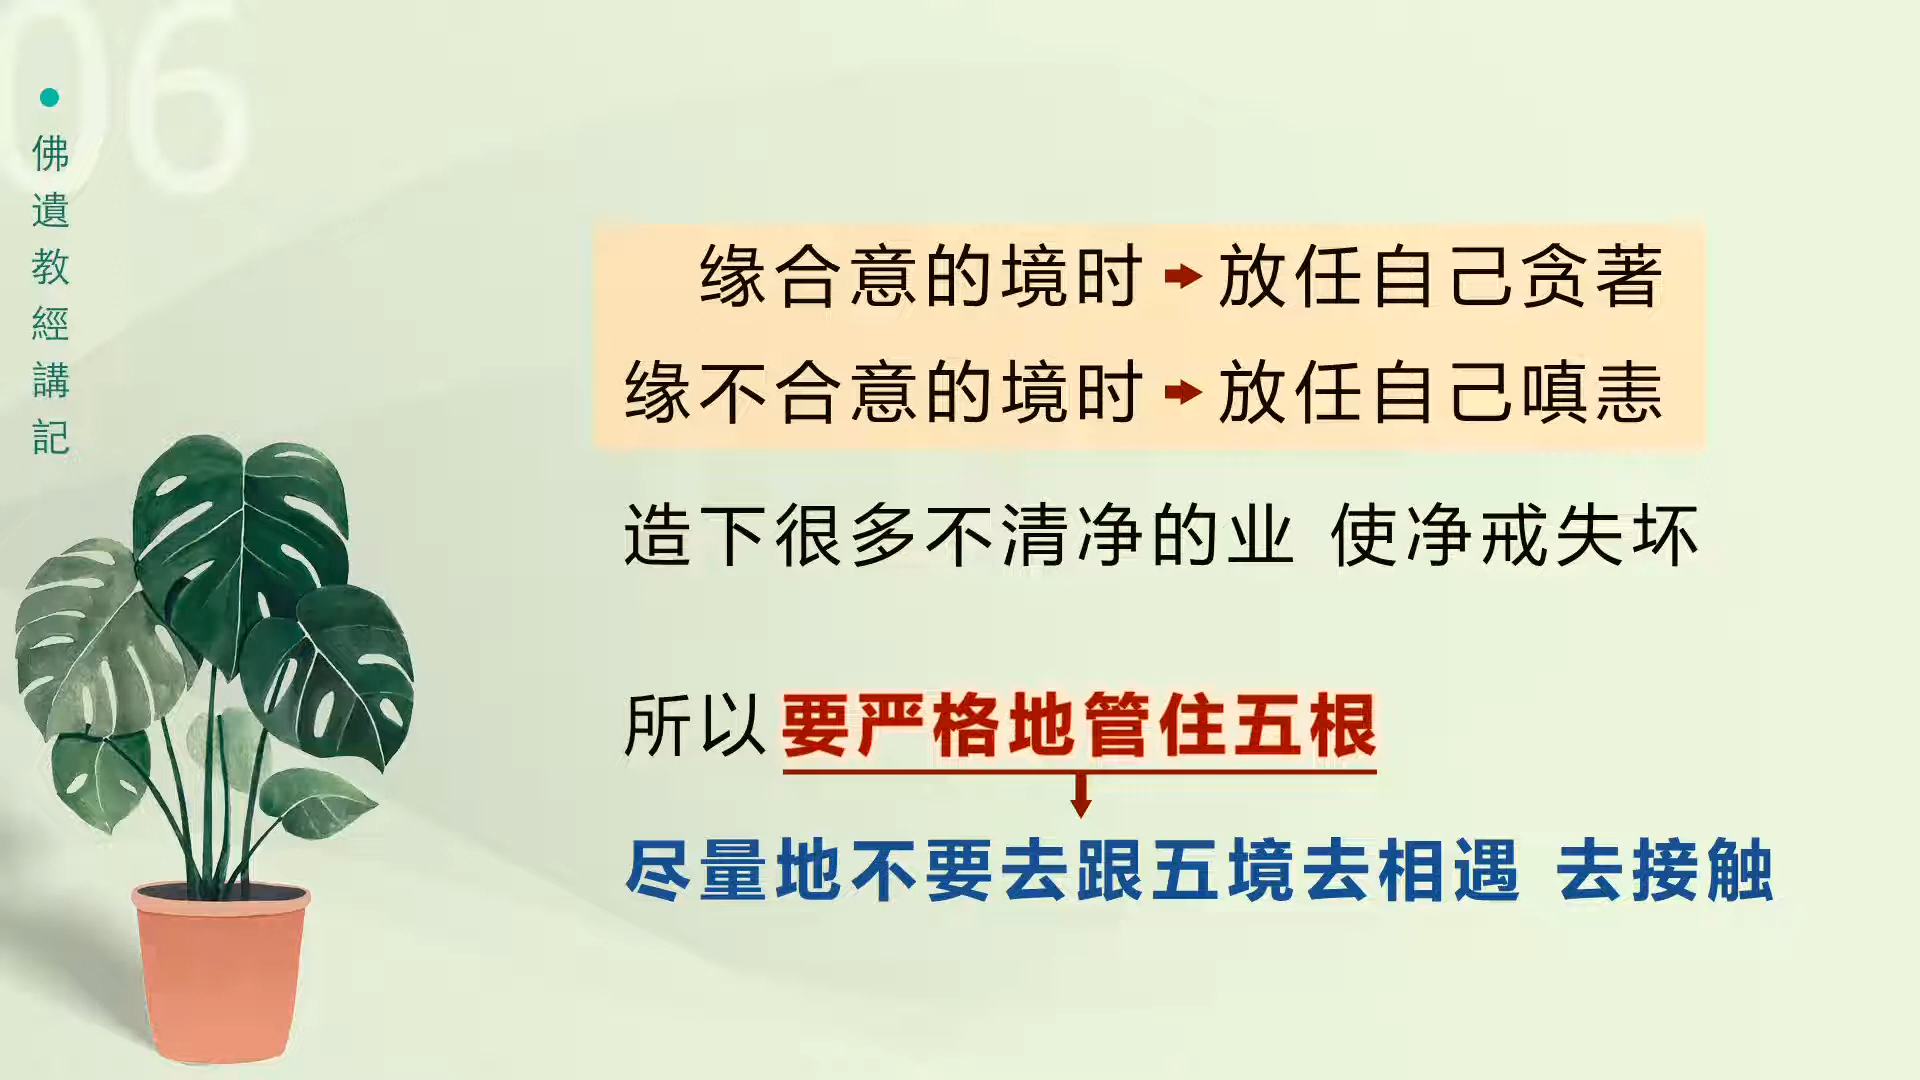 06
佛遺教經講記
缘合意的境时➡放任自己贪著
缘不合意的境时➡放任自己嗔恚
造下很多不清净的业 使净戒失坏
所以 要严格地管住五根
尽量地不要去跟五境去相遇 去接触